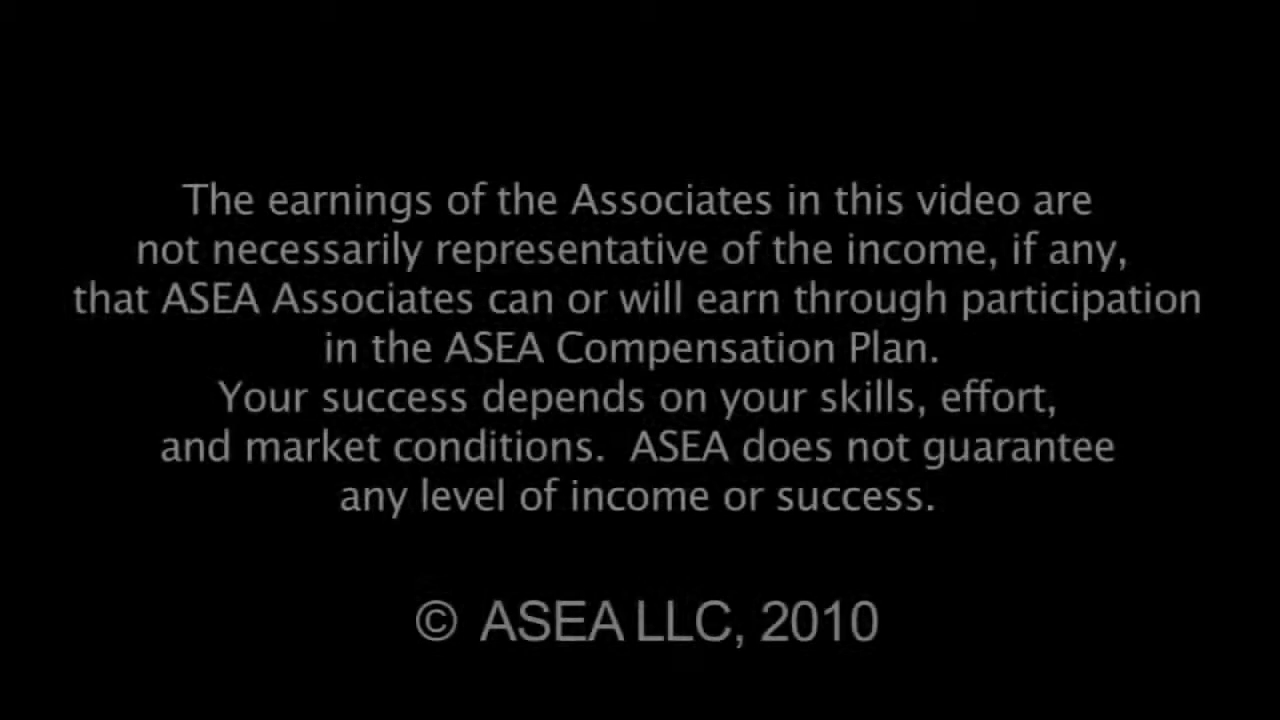 The earnings of the Associates in this video are
not necessarily representative of the income, if any,
that ASEA Associates can or will earn through participation
in the ASEA Compensation Plan.
Your success depends on your skills, effort,
and market conditions.  ASEA does not guarantee
any level of income or success.
© ASEA LLC, 2010